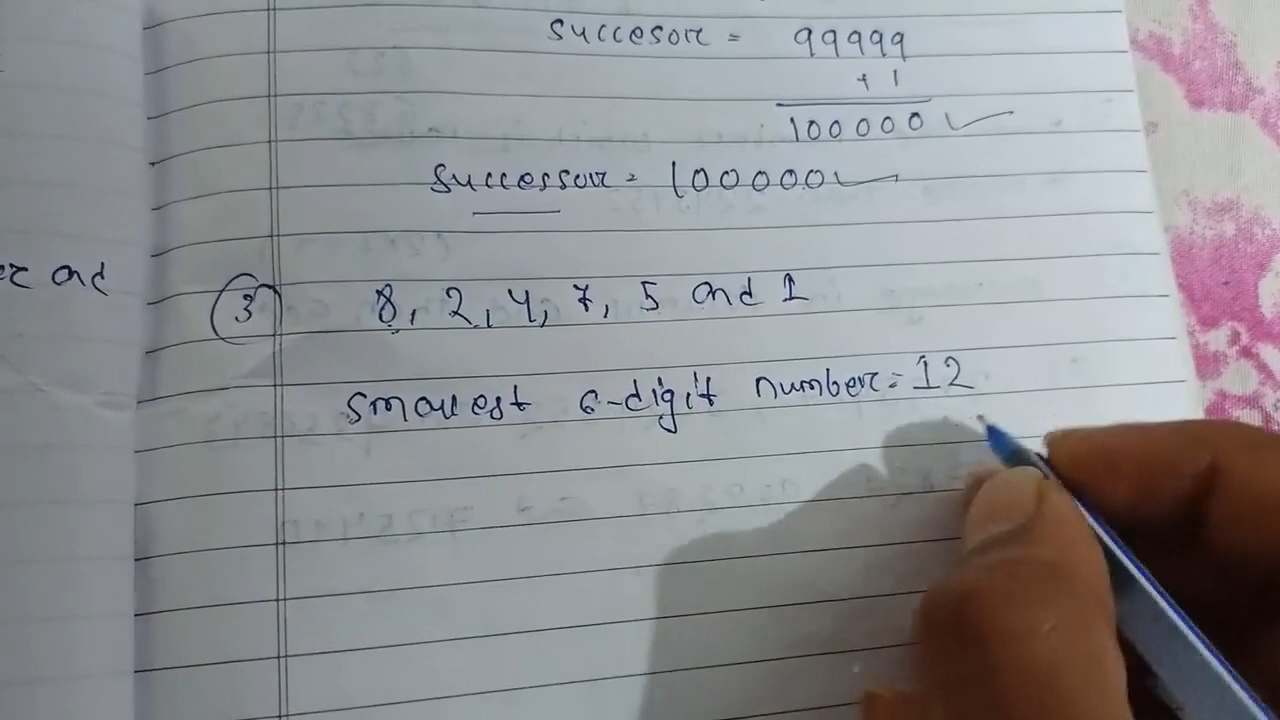 succesor = 99999
+ 1
100000
successor = 100000
and
3 8, 2, 4, 7, 5 and 1
smallest 6-digit number = 12